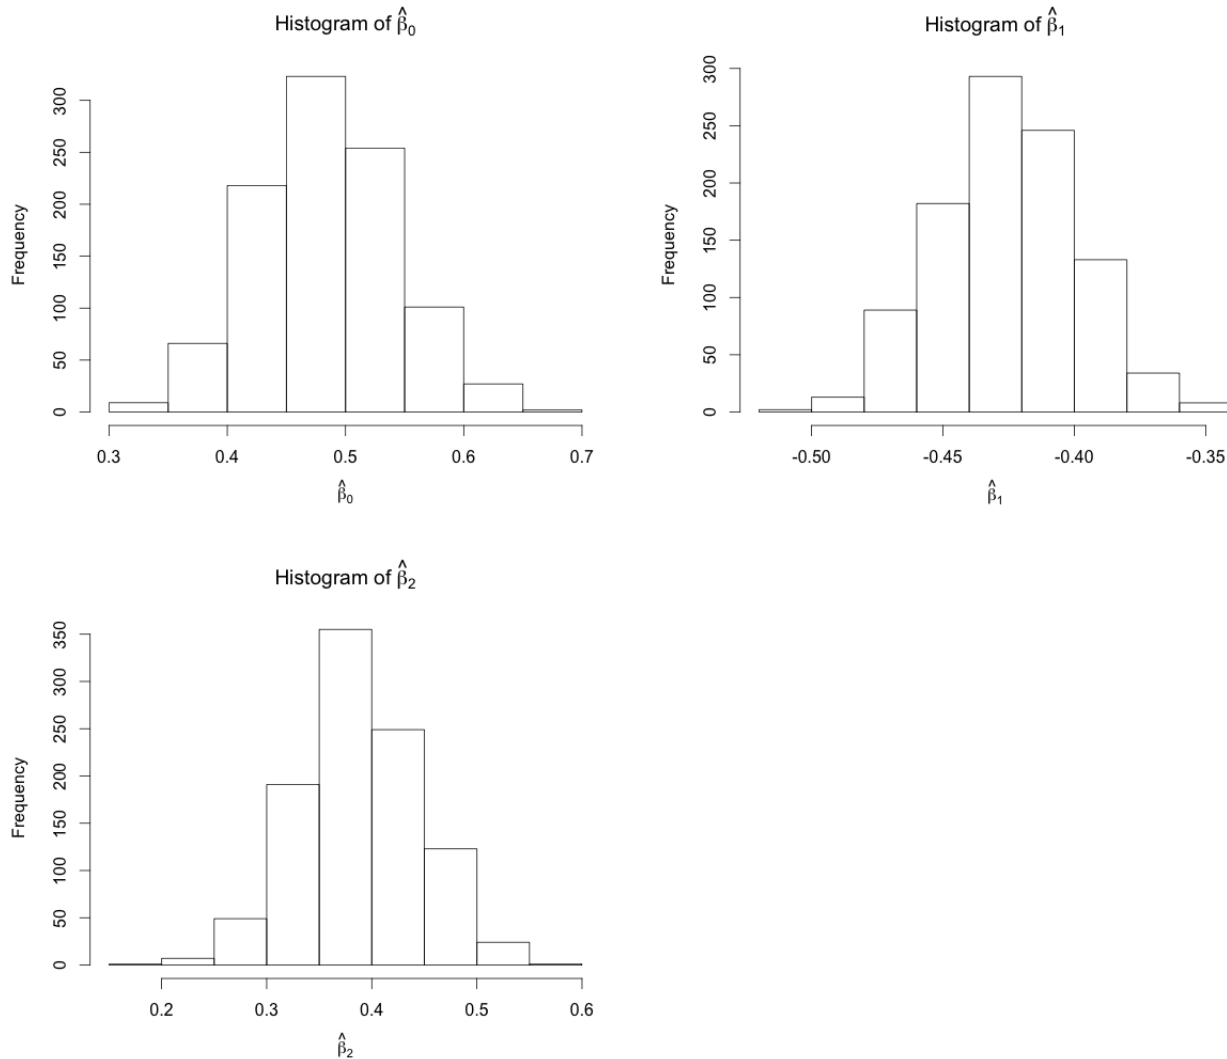 Histogram of β̂₀
Frequency
300
250
200
150
100
50
0
0.3 0.4 0.5 0.6 0.7
β̂₀
Histogram of β̂₁
Frequency
300
250
200
150
100
50
0
-0.50 -0.45 -0.40 -0.35
β̂₁
Histogram of β̂₂
Frequency
350
300
250
200
150
100
50
0
0.2 0.3 0.4 0.5 0.6
β̂₂